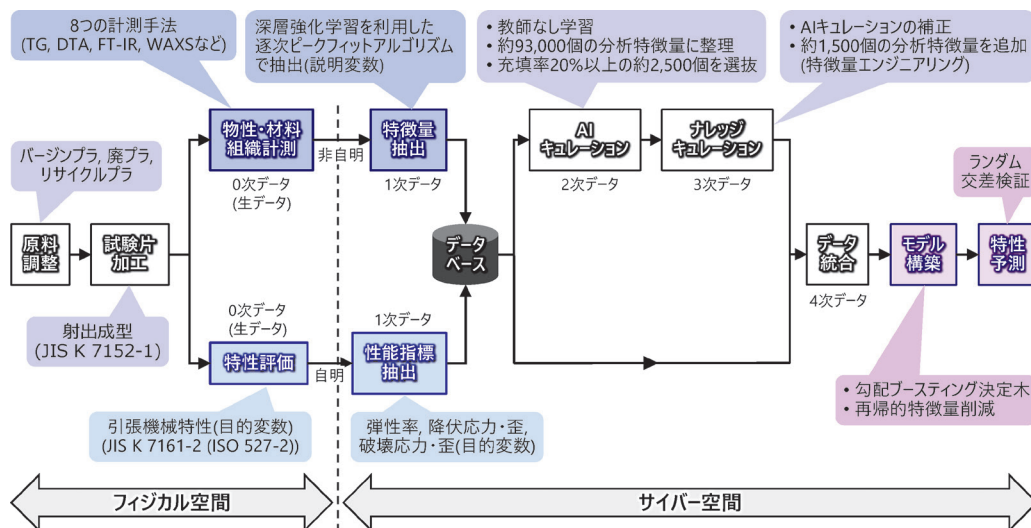 8つの計測手法
(TG, DTA, FT-IR, WAXSなど)
深層強化学習を利用した
逐次ピークフィットアルゴリズム
で抽出(説明変数)
• 教師なし学習
• 約93,000個の分析特徴量に整理
• 充填率20%以上の約2,500個を選抜
• AIキュレーションの補正
• 約1,500個の分析特徴量を追加
(特徴量エンジニアリング)
バージンプラ, 廃プラ,
リサイクルプラ
物性・材料
組織計測
非自明
特徴量
抽出
AI
キュレーション
ナレッジ
キュレーション
0次データ
(生データ)
1次データ
2次データ
3次データ
ランダム
交差検証
原料
調整
試験片
加工
データ
ベース
データ
統合
モデル
構築
特性
予測
4次データ
射出成型
(JIS K 7152-1)
0次データ
(生データ)
1次データ
特性評価
自明
性能指標
抽出
引張機械特性(目的変数)
(JIS K 7161-2 (ISO 527-2))
弾性率, 降伏応力・歪,
破壊応力・歪(目的変数)
• 勾配ブースティング決定木
• 再帰的特徴量削減
フィジカル空間
サイバー空間